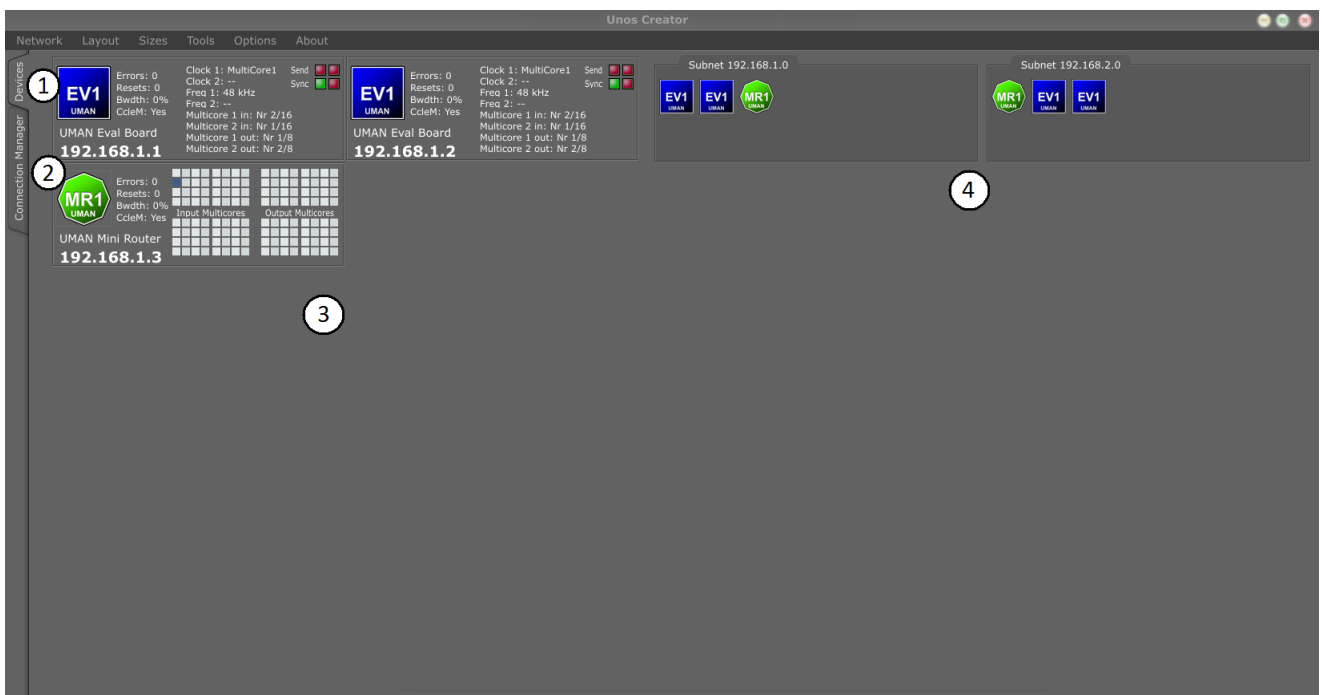 Unos Creator
Network Layout Sizes Tools Options About
Devices
Connection Manager
1
EV1
UMAN
Errors: 0
Resets: 0
Bwdth: 0%
CcleM: Yes
UMAN Eval Board
192.168.1.1
Clock 1: MultiCore1
Clock 2: --
Freq 1: 48 kHz
Freq 2: --
Multicore 1 in: Nr 2/16
Multicore 2 in: Nr 1/16
Multicore 1 out: Nr 1/8
Multicore 2 out: Nr 2/8
Send
Sync
EV1
UMAN
Errors: 0
Resets: 0
Bwdth: 0%
CcleM: Yes
UMAN Eval Board
192.168.1.2
Clock 1: MultiCore1
Clock 2: --
Freq 1: 48 kHz
Freq 2: --
Multicore 1 in: Nr 2/16
Multicore 2 in: Nr 1/16
Multicore 1 out: Nr 1/8
Multicore 2 out: Nr 2/8
Send
Sync
2
MR1
UMAN
Errors: 0
Resets: 0
Bwdth: 0%
CcleM: Yes
UMAN Mini Router
192.168.1.3
Input Multicores
Output Multicores
3
Subnet 192.168.1.0
EV1
UMAN
EV1
UMAN
MR1
UMAN
Subnet 192.168.2.0
MR1
UMAN
EV1
UMAN
EV1
UMAN
4